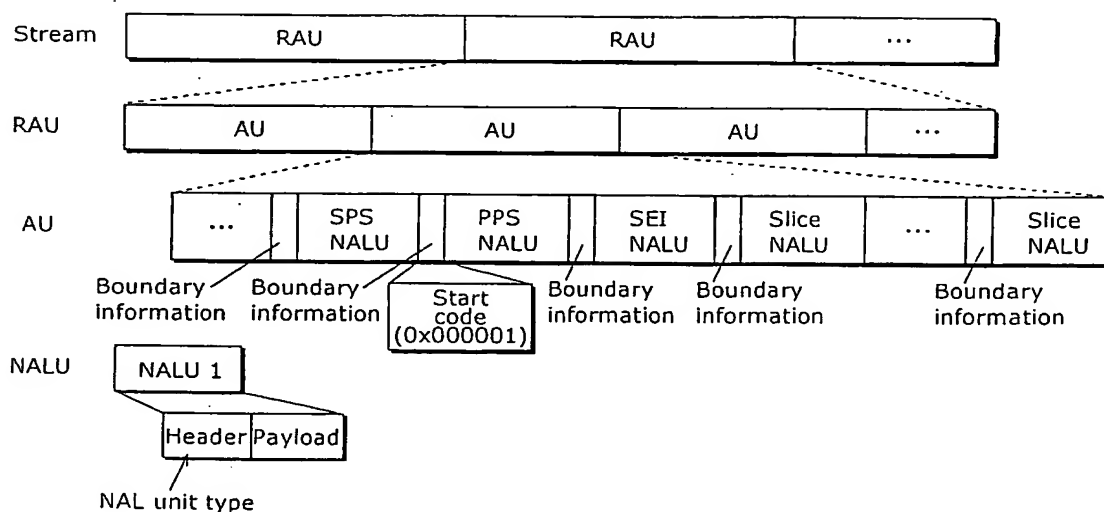 Stream RAU RAU ...
RAU AU AU AU ...
AU ... SPS NALU PPS NALU SEI NALU Slice NALU ... Slice NALU
Boundary information
Boundary information
Start code (0x000001)
Boundary information
Boundary information
Boundary information
NALU NALU 1
Header Payload
NAL unit type